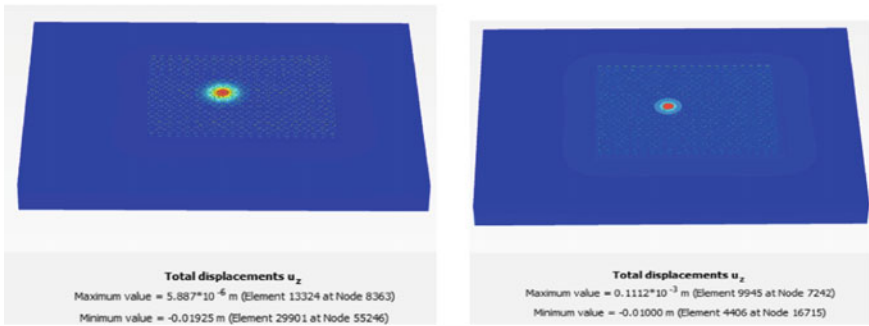 Total displacements u_z
Maximum value = 5.887*10^-6 m (Element 13324 at Node 8363)
Minimum value = -0.01925 m (Element 29901 at Node 55246)
Total displacements u_z
Maximum value = 0.1112*10^-3 m (Element 9945 at Node 7242)
Minimum value = -0.01000 m (Element 4406 at Node 16715)